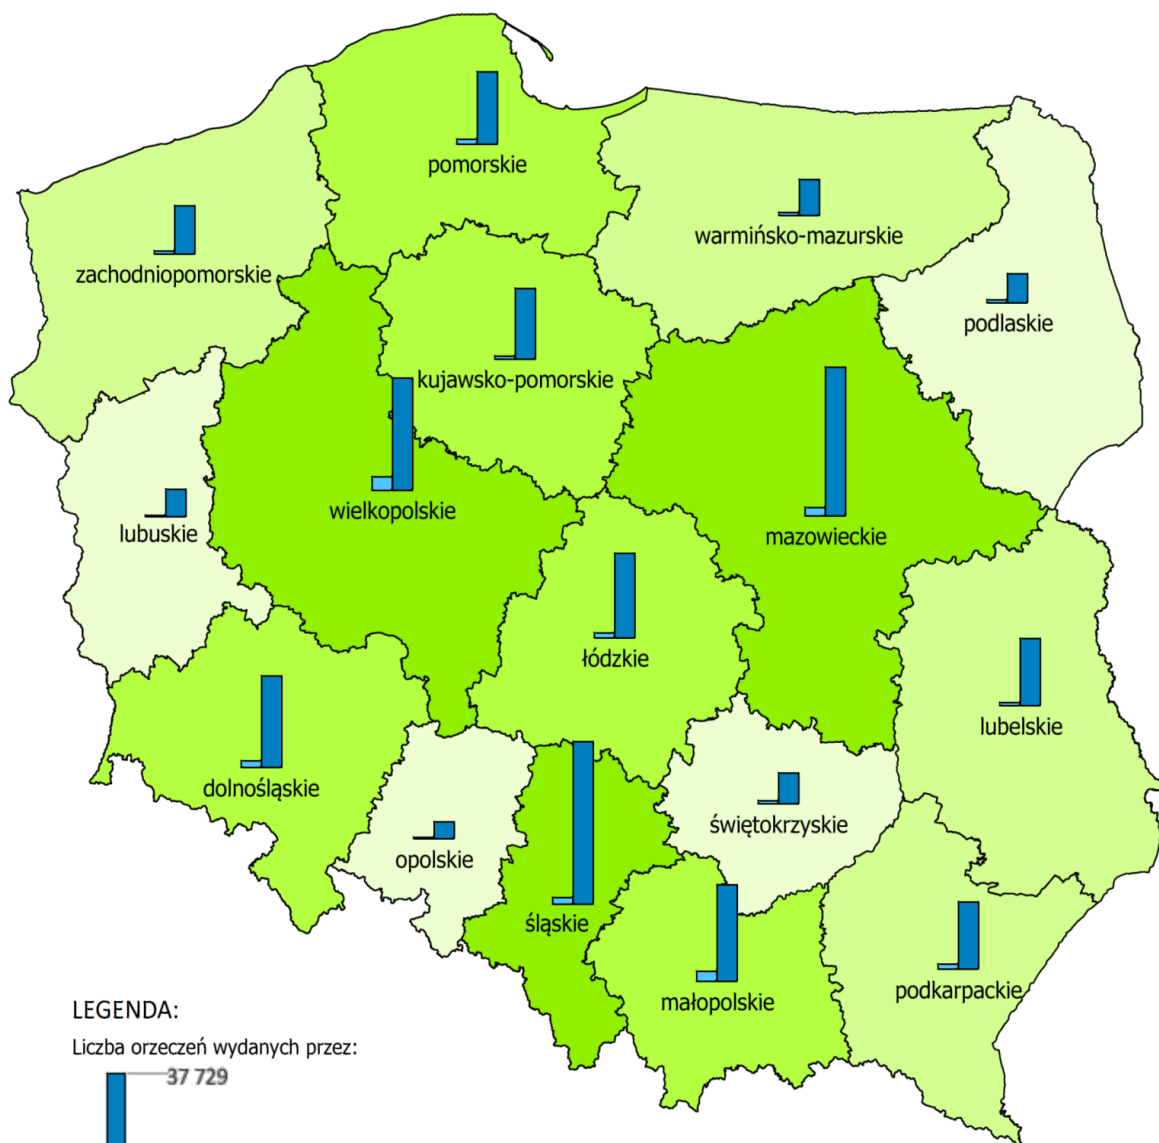 pomorskie
warmińsko-mazurskie
zachodniopomorskie
podlaskie
kujawsko-pomorskie
wielkopolskie
lubuskie
mazowieckie
łódzkie
lubelskie
dolnośląskie
świętokrzyskie
opolskie
śląskie
podkarpackie
małopolskie
LEGENDA:
Liczba orzeczeń wydanych przez:
37 729